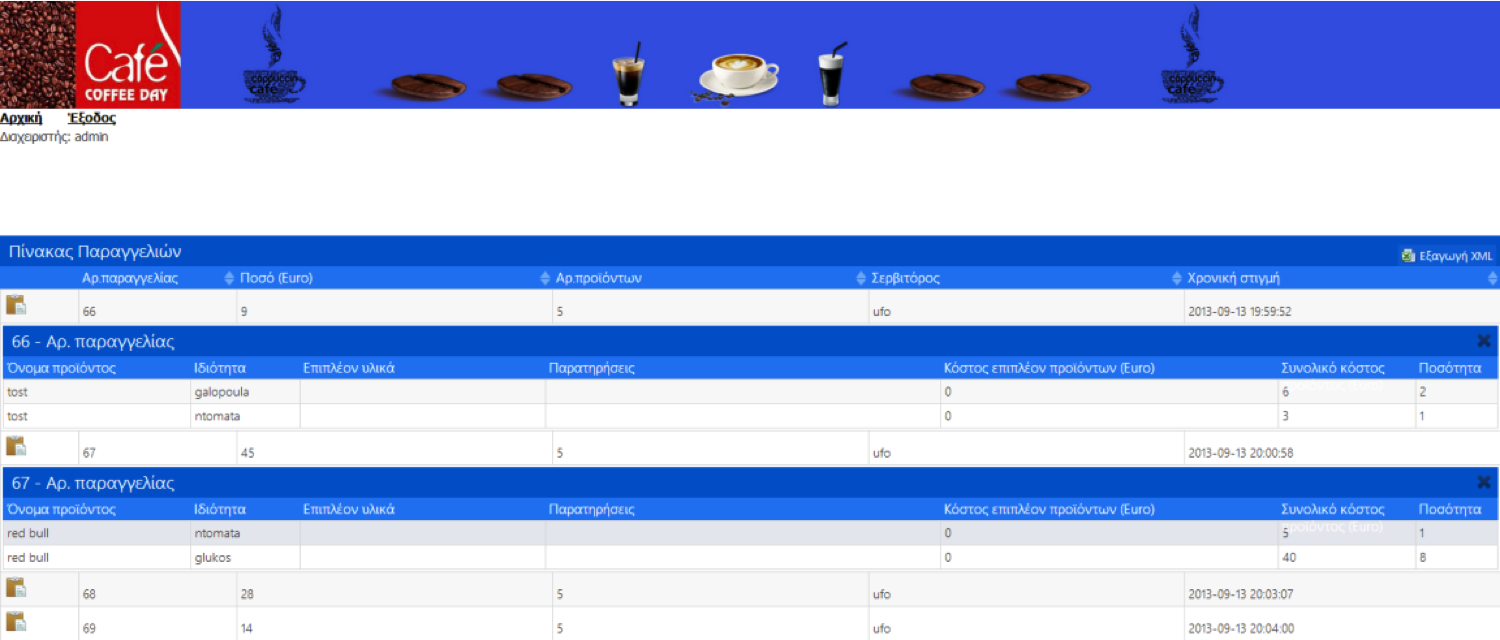 Café
COFFEE DAY
cappuccino
café
cappuccino
café
Αρχική Έξοδος
Διαχεριστής: admin
Πίνακας Παραγγελιών
Εξαγωγή XML
Αρ.παραγγελίας Ποσό (Euro) Αρ.προϊόντων Σερβιτόρος Χρονική στιγμή
66 9 5 ufo 2013-09-13 19:59:52
66 - Αρ. παραγγελίας
Όνομα προϊόντος Ιδιότητα Επιπλέον υλικά Παρατηρήσεις Κόστος επιπλέον προϊόντων (Euro) Συνολικό κόστος Ποσότητα
tost galopoula 0 6 2
tost ntomata 0 3 1
67 45 5 ufo 2013-09-13 20:00:58
67 - Αρ. παραγγελίας
Όνομα προϊόντος Ιδιότητα Επιπλέον υλικά Παρατηρήσεις Κόστος επιπλέον προϊόντων (Euro) Συνολικό κόστος προϊόντος (Euro) Ποσότητα
red bull ntomata 0 5 1
red bull glukos 0 40 8
68 28 5 ufo 2013-09-13 20:03:07
69 14 5 ufo 2013-09-13 20:04:00